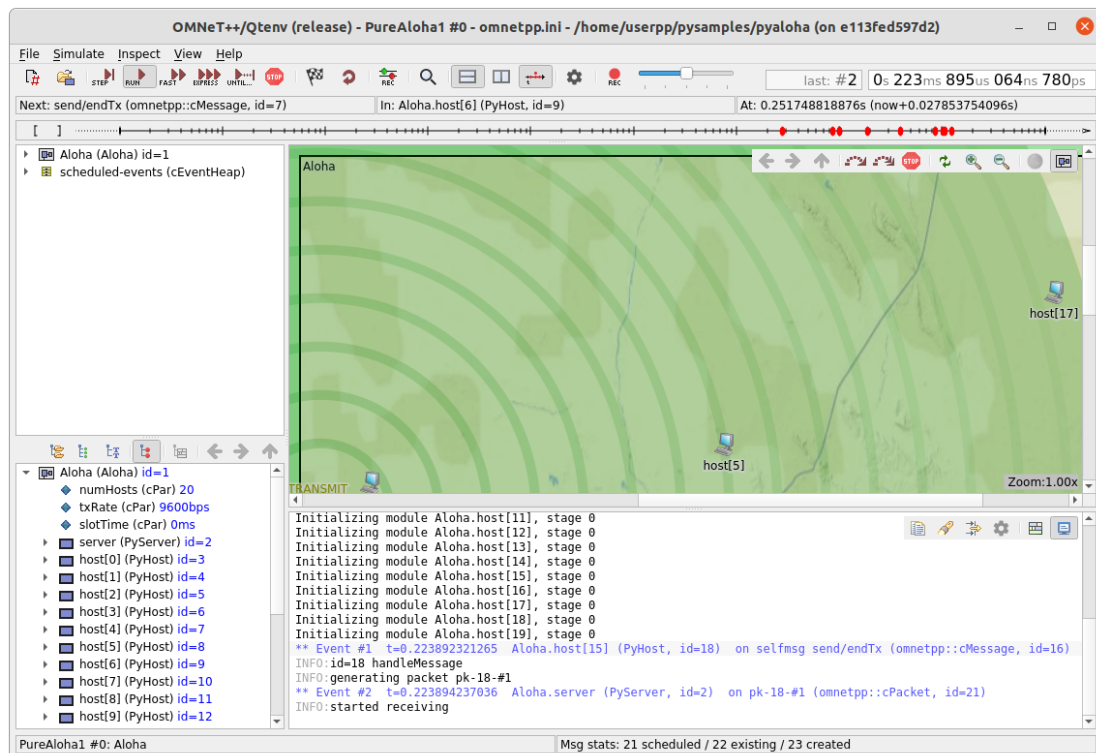 OMNeT++/Qtenv (release) - PureAloha1 #0 - omnetpp.ini - /home/userpp/pysamples/pyaloha (on e113fed597d2)
File Simulate Inspect View Help
STEP RUN FAST EXPRESS UNTIL... STOP REC REC last: #2 0s 223ms 895us 064ns 780ps
Next: send/endTx (omnetpp::cMessage, id=7) In: Aloha.host[6] (PyHost, id=9) At: 0.251748818876s (now+0.027853754096s)
[ ]
Aloha (Aloha) id=1
scheduled-events (cEventHeap)
Aloha
STOP
host[17]
host[5]
TRANSMIT
Zoom:1.00x
Aloha (Aloha) id=1
numHosts (cPar) 20
txRate (cPar) 9600bps
slotTime (cPar) 0ms
server (PyServer) id=2
host[0] (PyHost) id=3
host[1] (PyHost) id=4
host[2] (PyHost) id=5
host[3] (PyHost) id=6
host[4] (PyHost) id=7
host[5] (PyHost) id=8
host[6] (PyHost) id=9
host[7] (PyHost) id=10
host[8] (PyHost) id=11
host[9] (PyHost) id=12
Initializing module Aloha.host[11], stage 0
Initializing module Aloha.host[12], stage 0
Initializing module Aloha.host[13], stage 0
Initializing module Aloha.host[14], stage 0
Initializing module Aloha.host[15], stage 0
Initializing module Aloha.host[16], stage 0
Initializing module Aloha.host[17], stage 0
Initializing module Aloha.host[18], stage 0
Initializing module Aloha.host[19], stage 0
** Event #1 t=0.223892321265 Aloha.host[15] (PyHost, id=18) on selfmsg send/endTx (omnetpp::cMessage, id=16)
INFO:id=18 handleMessage
INFO:generating packet pk-18-#1
** Event #2 t=0.223894237036 Aloha.server (PyServer, id=2) on pk-18-#1 (omnetpp::cPacket, id=21)
INFO:started receiving
PureAloha1 #0: Aloha Msg stats: 21 scheduled / 22 existing / 23 created